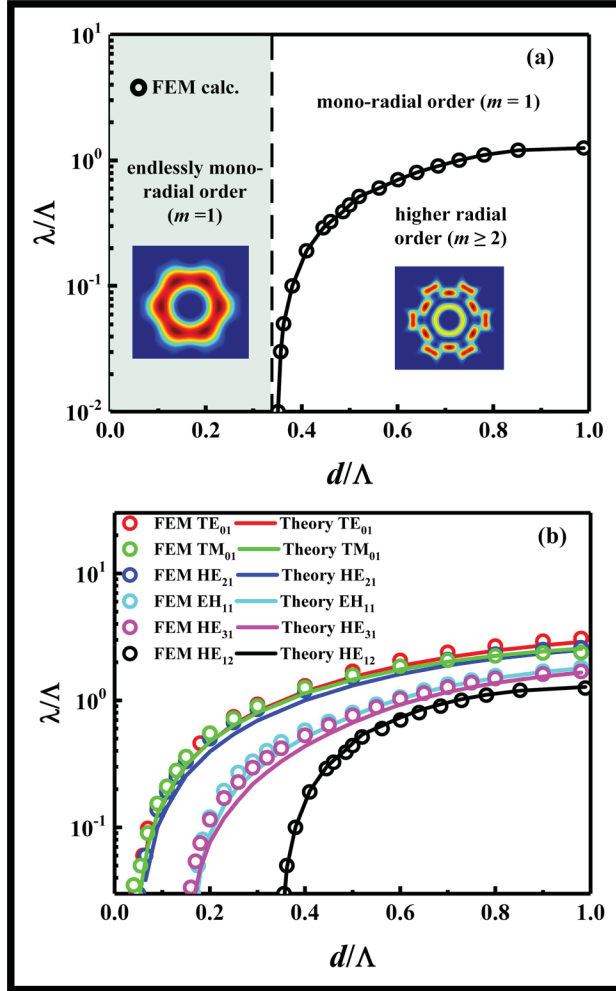 (a)
FEM calc.
mono-radial order (m = 1)
endlessly mono-
radial order
(m =1)
higher radial
order (m ≥ 2)
λ/Λ
10¹
10⁰
10⁻¹
10⁻²
0.2 0.4 0.6 0.8 1.0
d/Λ
(b)
FEM TE₀₁ Theory TE₀₁
FEM TM₀₁ Theory TM₀₁
FEM HE₂₁ Theory HE₂₁
FEM EH₁₁ Theory EH₁₁
FEM HE₃₁ Theory HE₃₁
FEM HE₁₂ Theory HE₁₂
λ/Λ
10¹
10⁰
10⁻¹
0.0 0.2 0.4 0.6 0.8 1.0
d/Λ